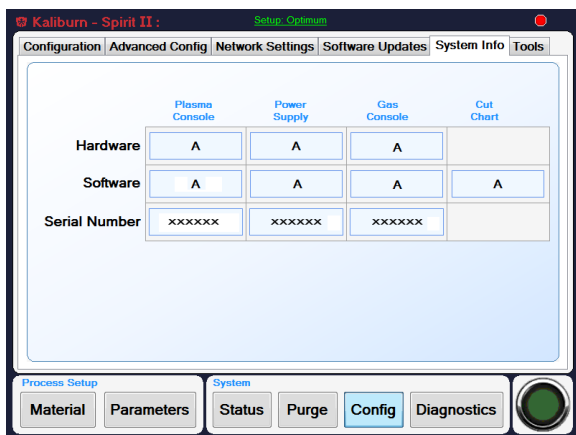 Kaliburn - Spirit II :
Setup: Optimum
Configuration Advanced Config Network Settings Software Updates System Info Tools
Plasma Console Power Supply Gas Console Cut Chart
Hardware A A A
Software A A A A
Serial Number xxxxxx xxxxxx xxxxxx
Process Setup System
Material Parameters Status Purge Config Diagnostics